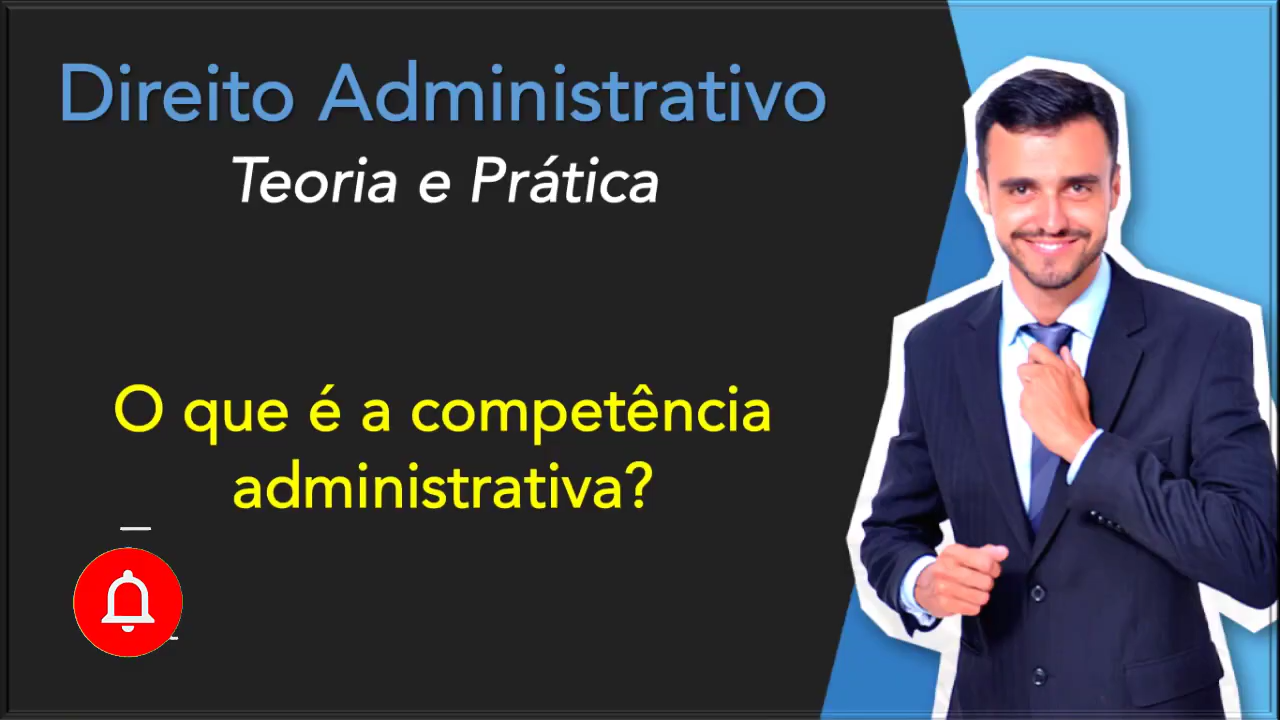 Direito Administrativo
Teoria e Prática
O que é a competência
administrativa?